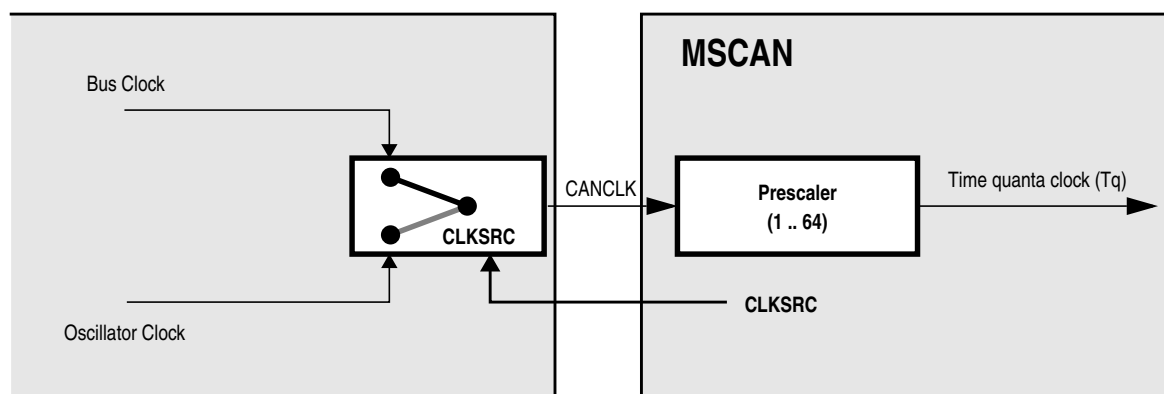 MSCAN
Bus Clock
CANCLK
Time quanta clock (Tq)
Prescaler
(1 .. 64)
CLKSRC
CLKSRC
Oscillator Clock